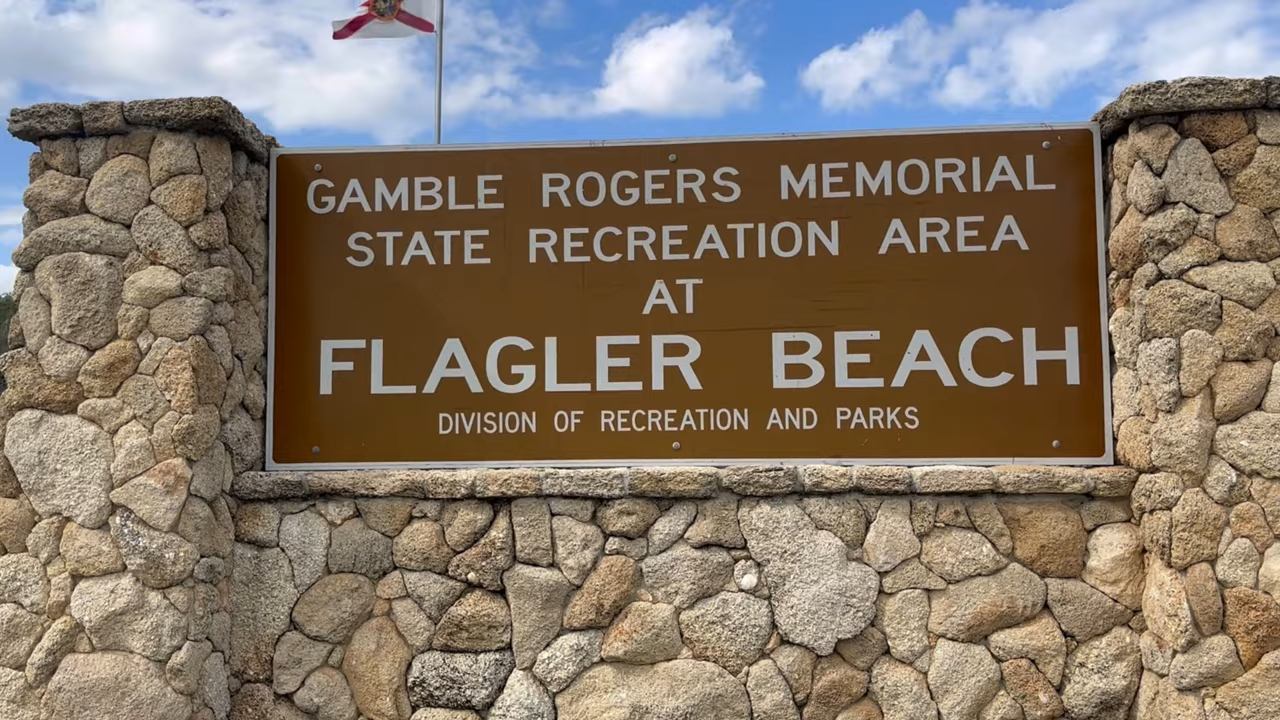 GAMBLE ROGERS MEMORIAL
STATE RECREATION AREA
AT
FLAGLER BEACH
DIVISION OF RECREATION AND PARKS